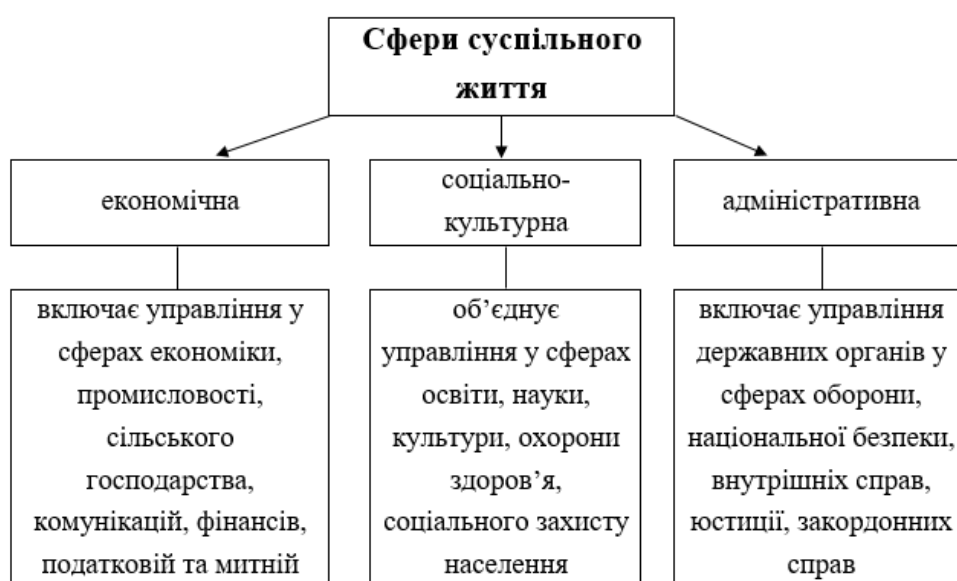 Сфери суспільного
життя
економічна
соціально-
культурна
адміністративна
включає управління у
сферах економіки,
промисловості,
сільського
господарства,
комунікацій, фінансів,
податковій та митній
об’єднує
управління у сферах
освіти, науки,
культури, охорони
здоров’я,
соціального захисту
населення
включає управління
державних органів у
сферах оборони,
національної безпеки,
внутрішніх справ,
юстиції, закордонних
справ